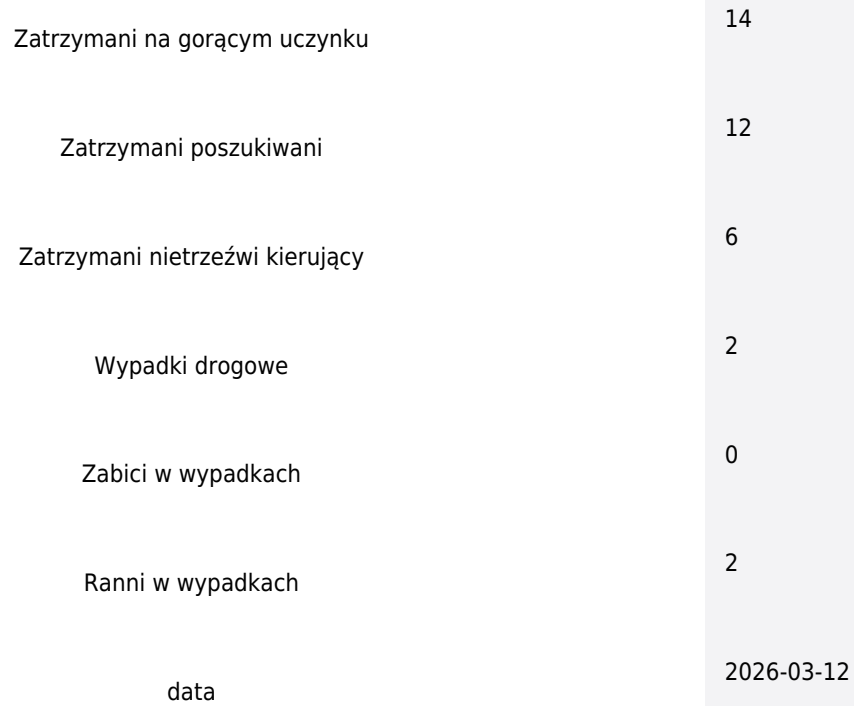 Zatrzymani na gorącym uczynku 14
Zatrzymani poszukiwani 12
Zatrzymani nietrzeźwi kierujący 6
Wypadki drogowe 2
Zabici w wypadkach 0
Ranni w wypadkach 2
data 2026-03-12